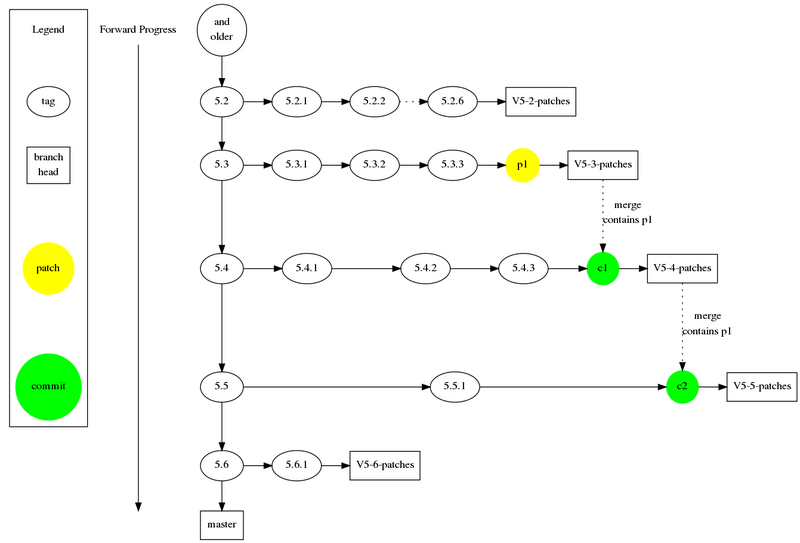 Legend
tag
branch
head
patch
commit
Forward Progress
and
older
5.2
5.2.1
5.2.2
5.2.6
V5-2-patches
5.3
5.3.1
5.3.2
5.3.3
p1
V5-3-patches
merge
contains p1
5.4
5.4.1
5.4.2
5.4.3
c1
V5-4-patches
merge
contains p1
5.5
5.5.1
c2
V5-5-patches
5.6
5.6.1
V5-6-patches
master